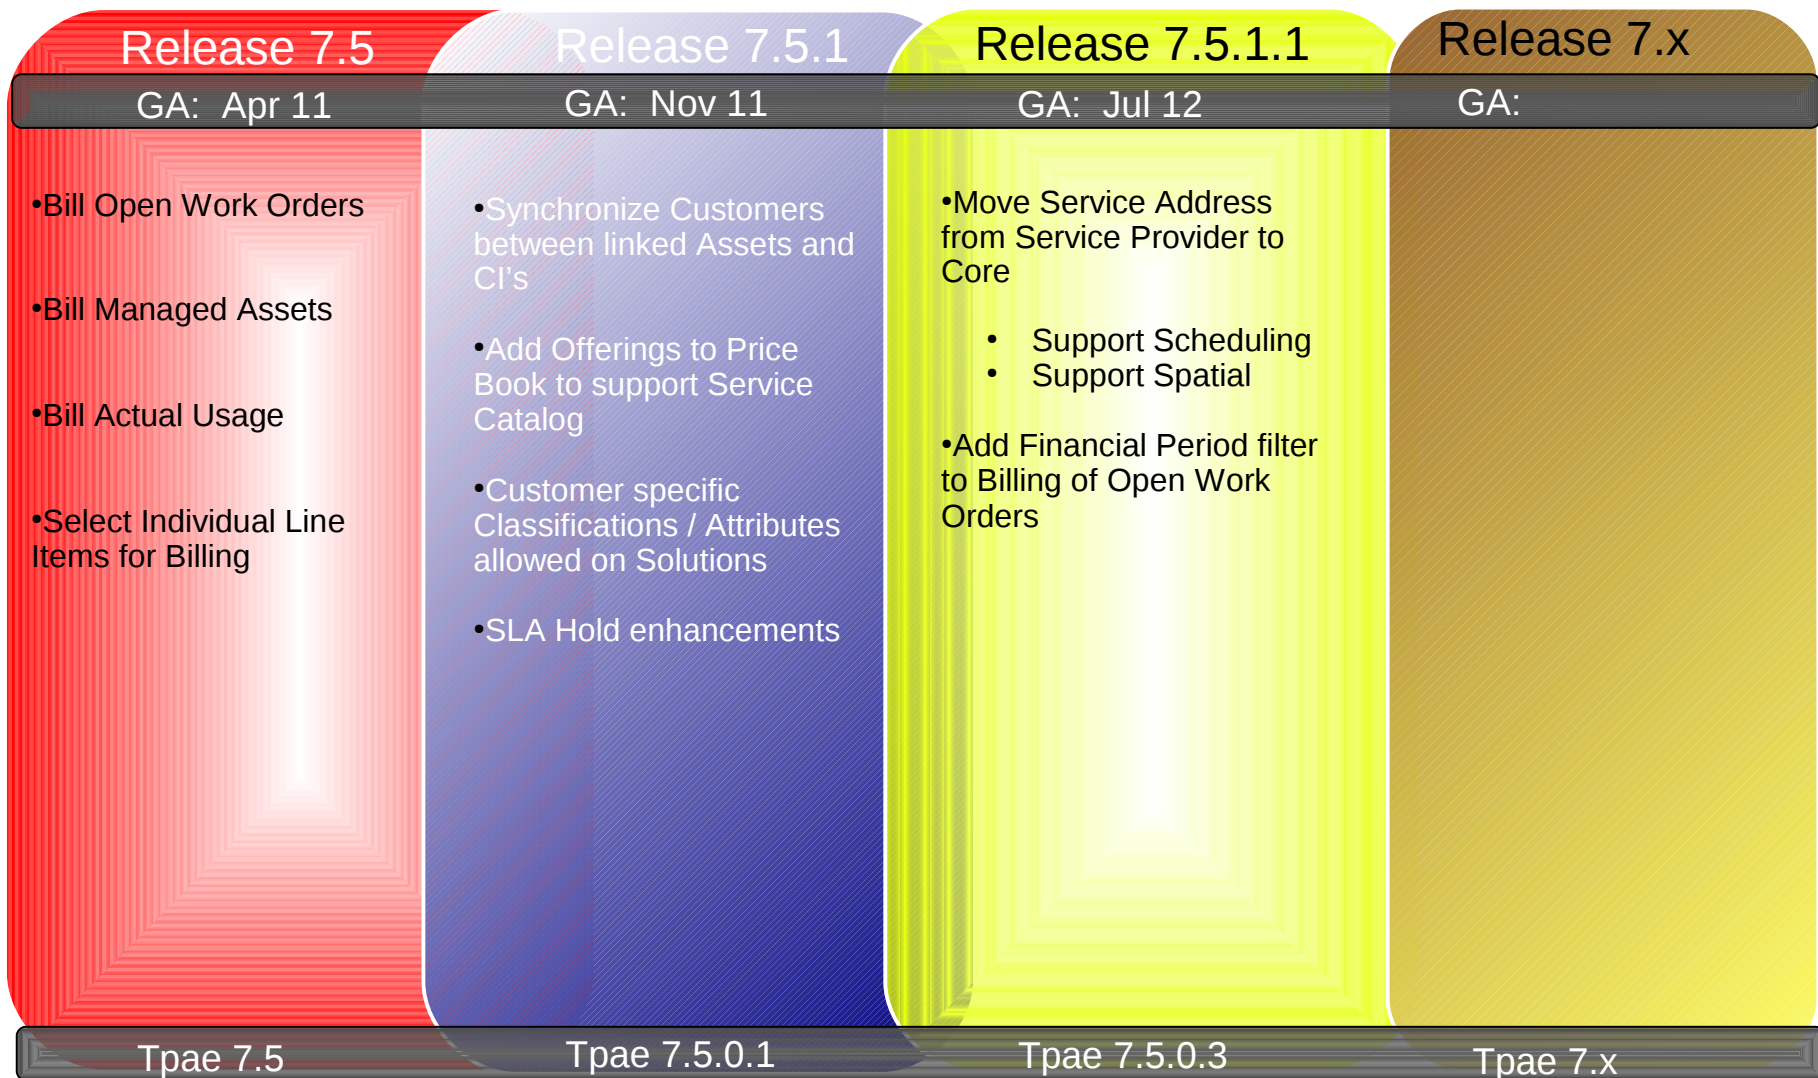 Release 7.5
GA:  Apr 11
•Bill Open Work Orders
•Bill Managed Assets
•Bill Actual Usage
•Select Individual Line
Items for Billing
Tpae 7.5
Release 7.5.1
GA:  Nov 11
•Synchronize Customers
between linked Assets and
CI’s
•Add Offerings to Price
Book to support Service
Catalog
•Customer specific
Classifications / Attributes
allowed on Solutions
•SLA Hold enhancements
Tpae 7.5.0.1
Release 7.5.1.1
GA:  Jul 12
•Move Service Address
from Service Provider to
Core
• Support Scheduling
• Support Spatial
•Add Financial Period filter
to Billing of Open Work
Orders
Tpae 7.5.0.3
Release 7.x
GA:
Tpae 7.x